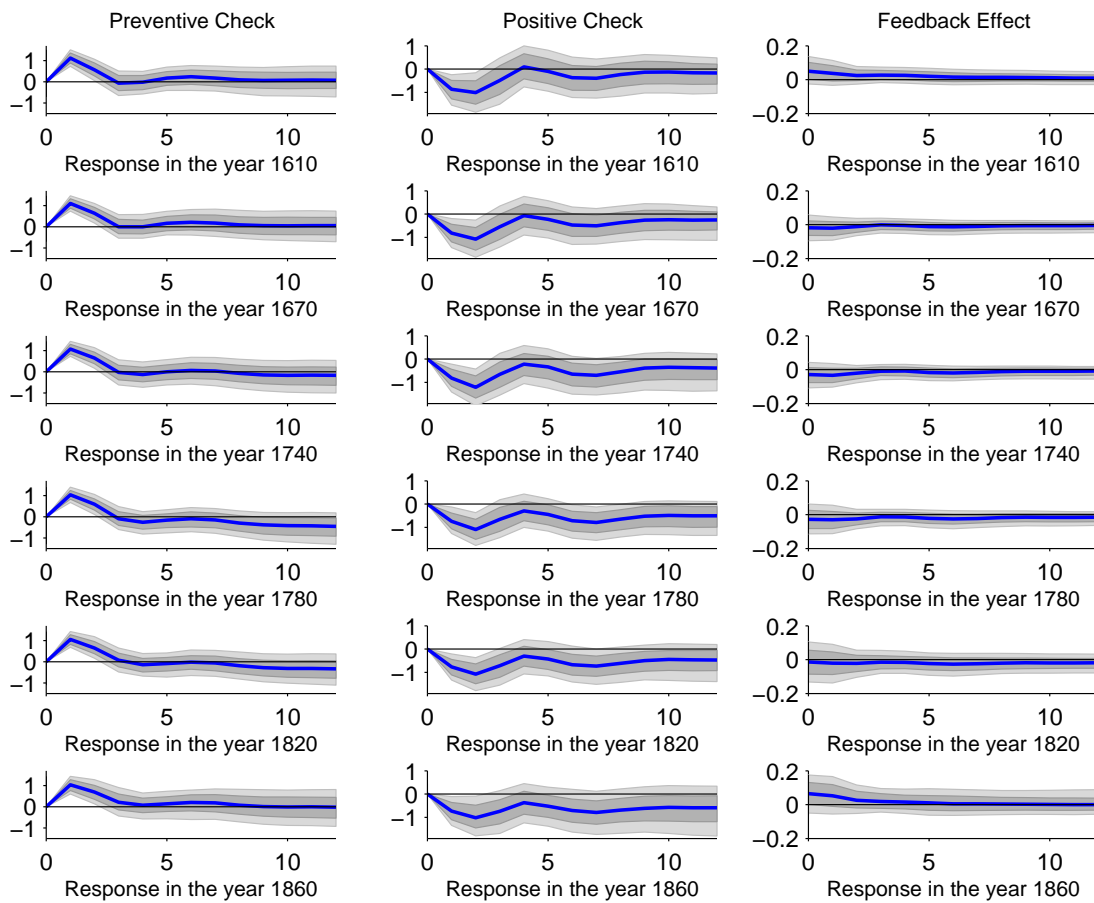 Preventive Check Positive Check Feedback Effect
1 0 −1 1 0 −1 0.2 0 −0.2
0 5 10 0 5 10 0 5 10
Response in the year 1610 Response in the year 1610 Response in the year 1610
1 0 −1 1 0 −1 0.2 0 −0.2
0 5 10 0 5 10 0 5 10
Response in the year 1670 Response in the year 1670 Response in the year 1670
1 0 −1 1 0 −1 0.2 0 −0.2
0 5 10 0 5 10 0 5 10
Response in the year 1740 Response in the year 1740 Response in the year 1740
1 0 −1 1 0 −1 0.2 0 −0.2
0 5 10 0 5 10 0 5 10
Response in the year 1780 Response in the year 1780 Response in the year 1780
1 0 −1 1 0 −1 0.2 0 −0.2
0 5 10 0 5 10 0 5 10
Response in the year 1820 Response in the year 1820 Response in the year 1820
1 0 −1 1 0 −1 0.2 0 −0.2
0 5 10 0 5 10 0 5 10
Response in the year 1860 Response in the year 1860 Response in the year 1860